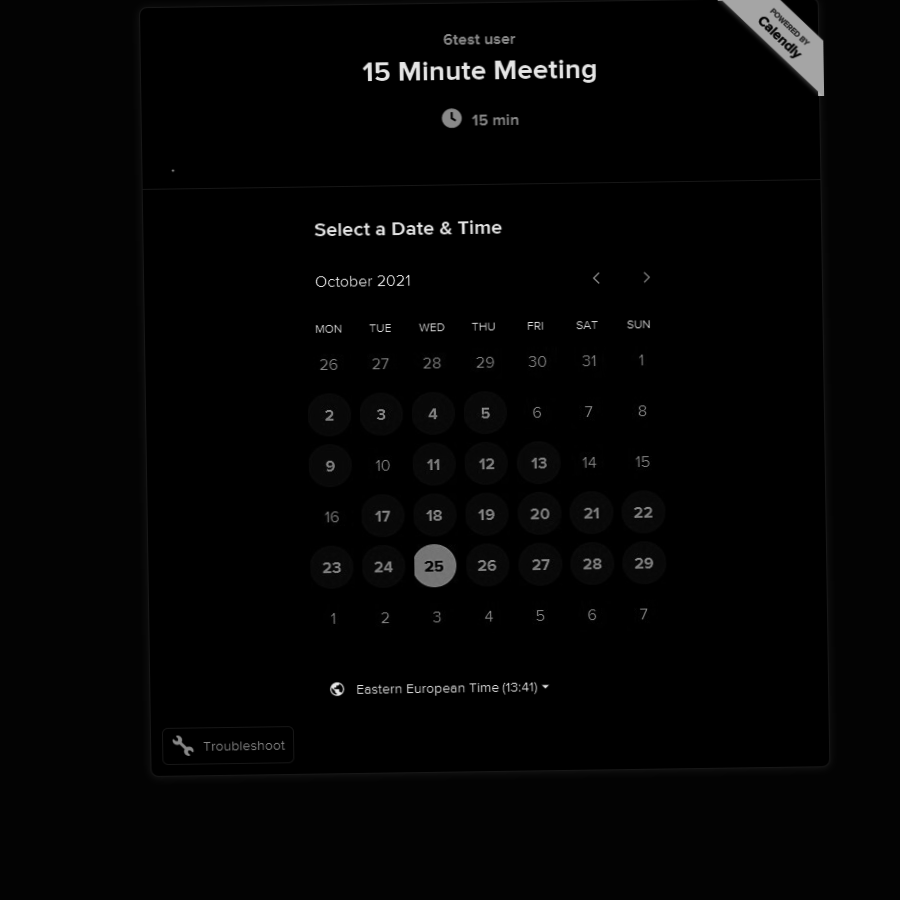 POWERED BY
Calendly
6test user
15 Minute Meeting
15 min
Select a Date & Time
October 2021
MON TUE WED THU FRI SAT SUN
26 27 28 29 30 31 1
2 3 4 5 6 7 8
9 10 11 12 13 14 15
16 17 18 19 20 21 22
23 24 25 26 27 28 29
1 2 3 4 5 6 7
Eastern European Time (13:41)
Troubleshoot